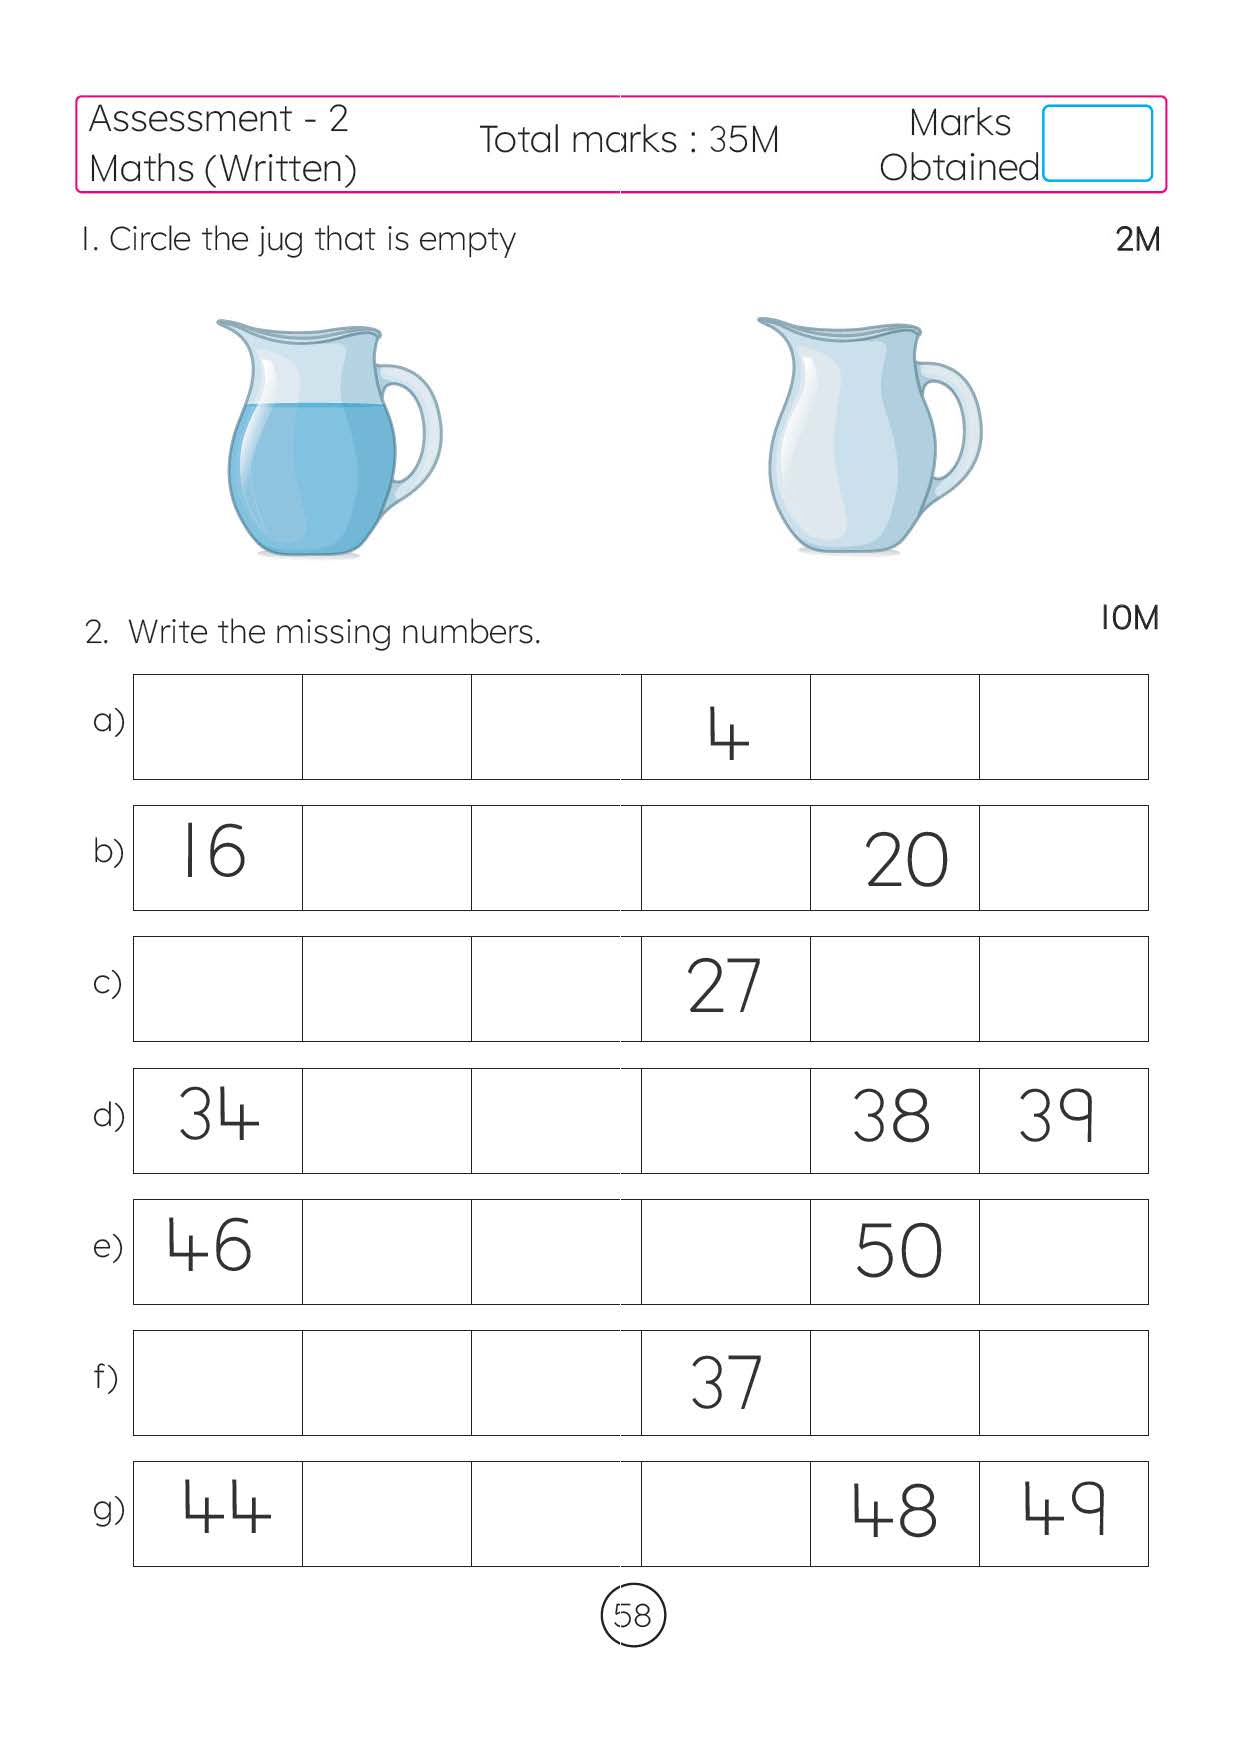 Assessment - 2
Maths (Written)
Total marks : 35M
Marks
Obtained
1. Circle the jug that is empty 2M
10M
2. Write the missing numbers.
a) 4
b) 16 20
c) 27
d) 34 38 39
e) 46 50
f) 37
g) 44 48 49
58